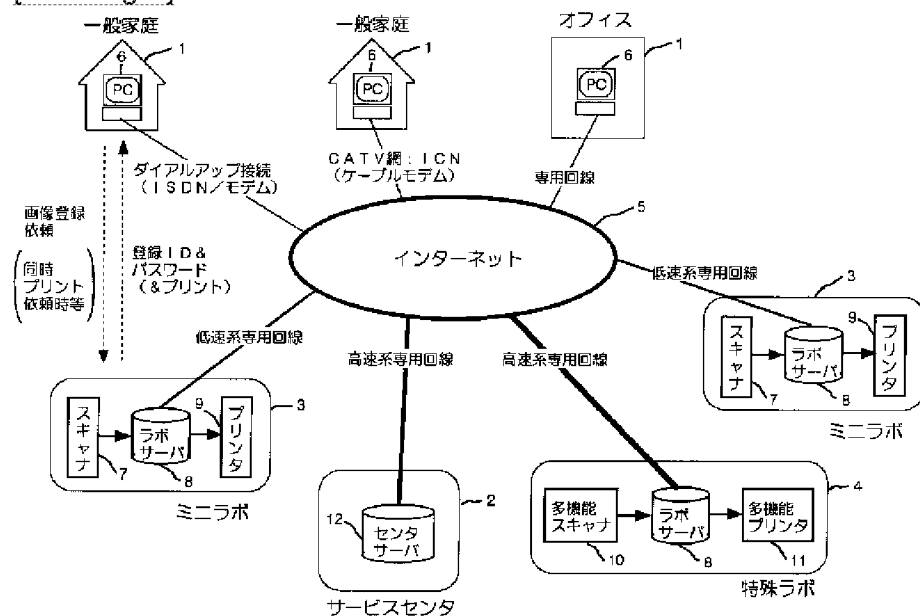 一般家庭
1
6
PC
一般家庭
1
6
PC
オフィス
1
6
PC
ダイアルアップ接続
(ISDN/モデム)
CATV網:ICN
(ケーブルモデム)
専用回線
5
インターネット
画像登録
依頼
(同時
プリント
依頼時等)
登録ID&
パスワード
(&プリント)
低速系専用回線
高速系専用回線
高速系専用回線
低速系専用回線
3
スキャナ
7
ラボ
サーバ
8
9
プリンタ
ミニラボ
3
スキャナ
7
ラボ
サーバ
8
9
プリンタ
ミニラボ
2
12
センタ
サーバ
サービスセンタ
4
多機能
スキャナ
10
ラボ
サーバ
8
多機能
プリンタ
11
特殊ラボ